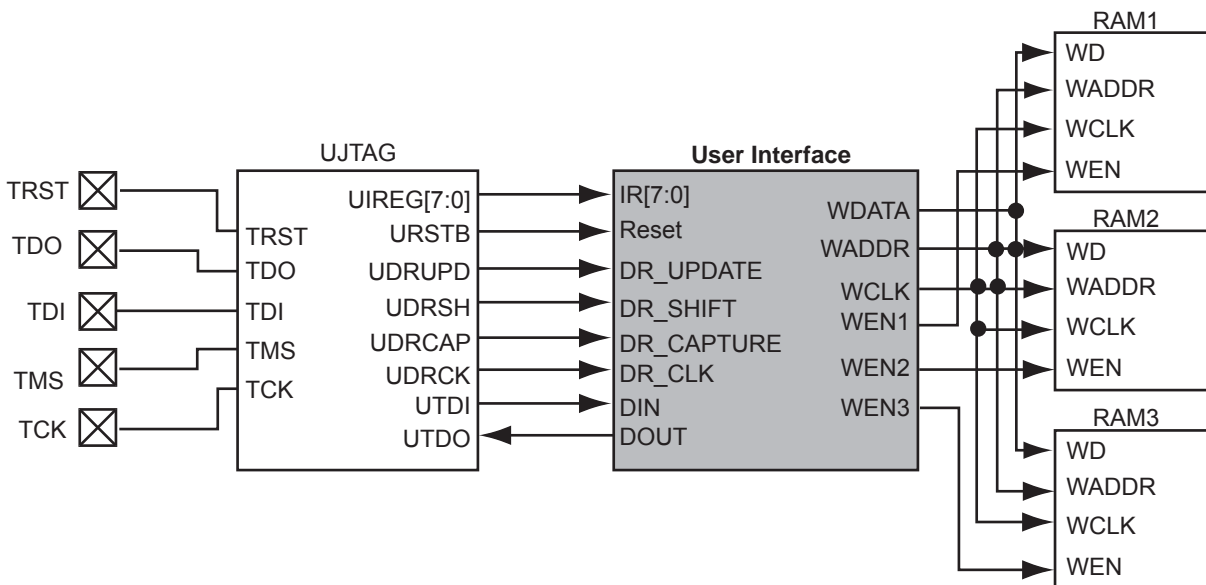 TRST
TDO
TDI
TMS
TCK
UJTAG
TRST
TDO
TDI
TMS
TCK
UIREG[7:0]
URSTB
UDRUPD
UDRSH
UDRCAP
UDRCK
UTDI
UTDO
User Interface
IR[7:0]
Reset
DR_UPDATE
DR_SHIFT
DR_CAPTURE
DR_CLK
DIN
DOUT
WDATA
WADDR
WCLK
WEN1
WEN2
WEN3
RAM1
WD
WADDR
WCLK
WEN
RAM2
WD
WADDR
WCLK
WEN
RAM3
WD
WADDR
WCLK
WEN